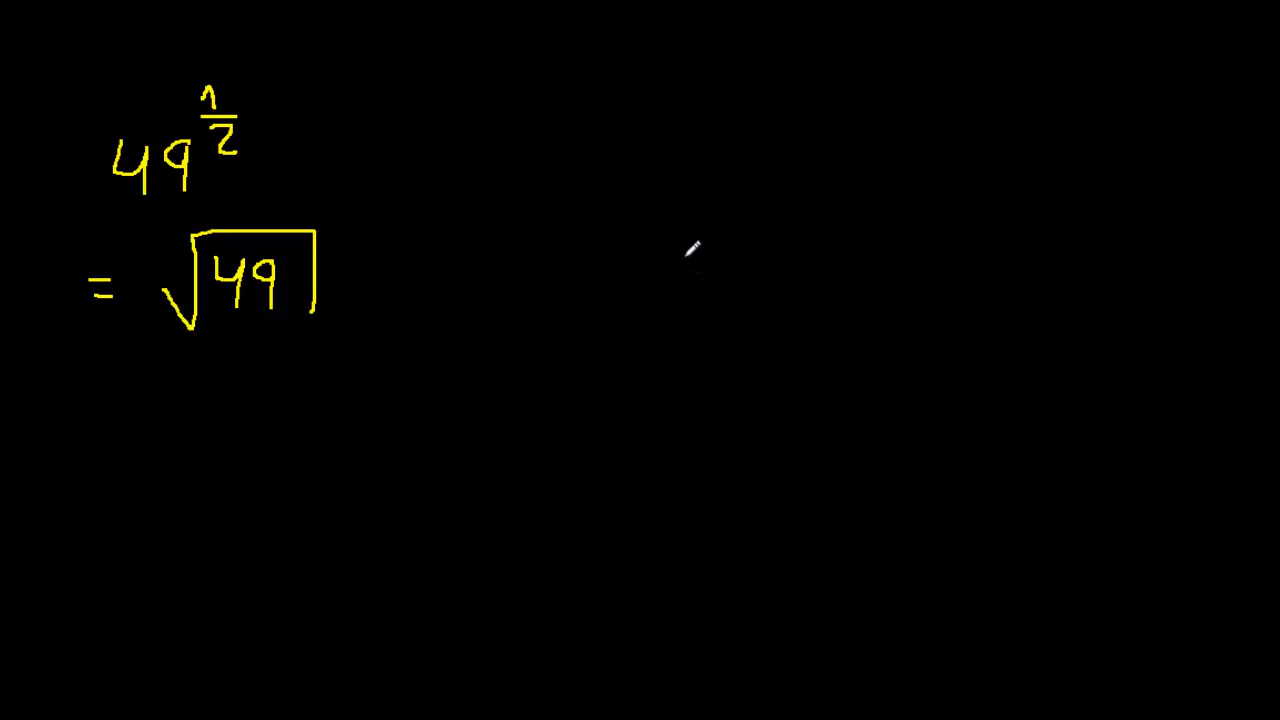 49^{1/2}
= √49